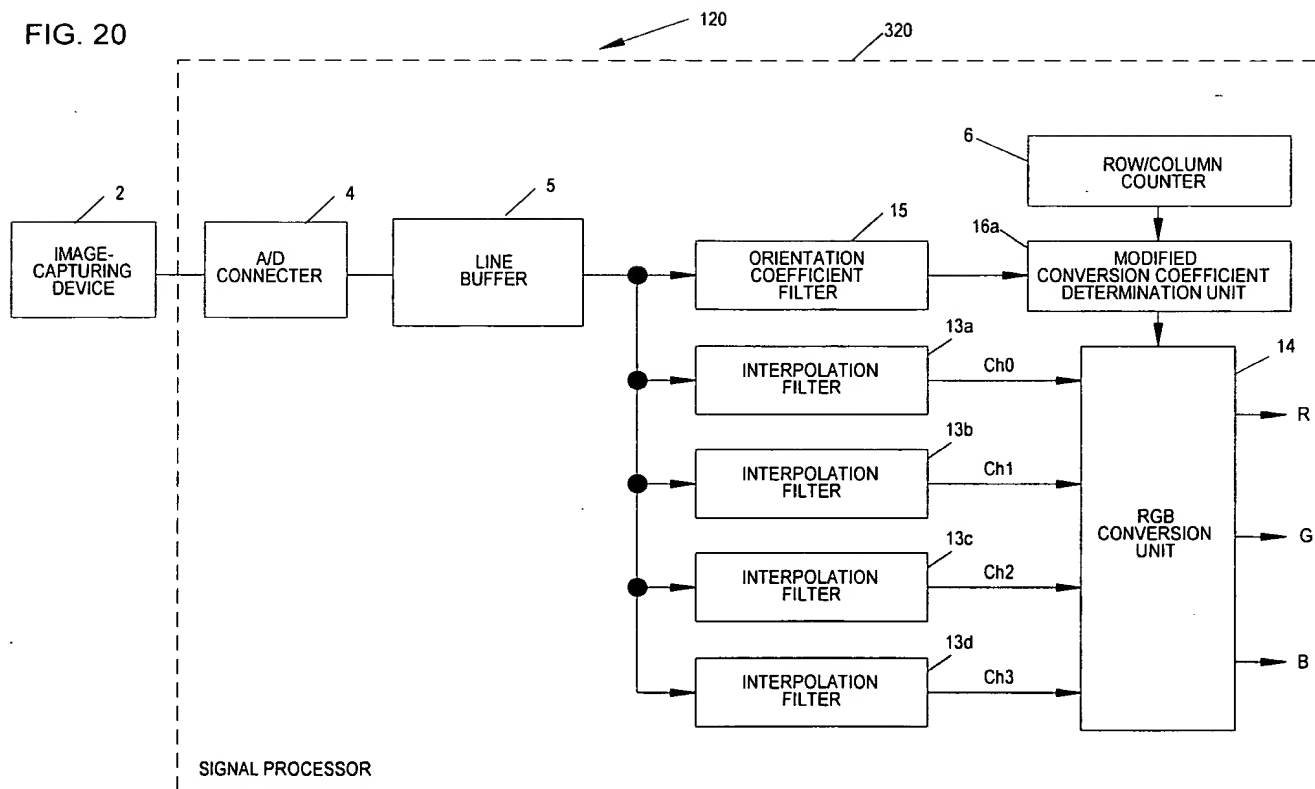 FIG. 20
120
320
6
ROW/COLUMN
COUNTER
2
IMAGE-
CAPTURING
DEVICE
4
A/D
CONNECTER
5
LINE
BUFFER
15
ORIENTATION
COEFFICIENT
FILTER
16a
MODIFIED
CONVERSION COEFFICIENT
DETERMINATION UNIT
13a
INTERPOLATION
FILTER
Ch0
13b
INTERPOLATION
FILTER
Ch1
13c
INTERPOLATION
FILTER
Ch2
13d
INTERPOLATION
FILTER
Ch3
14
RGB
CONVERSION
UNIT
R
G
B
SIGNAL PROCESSOR